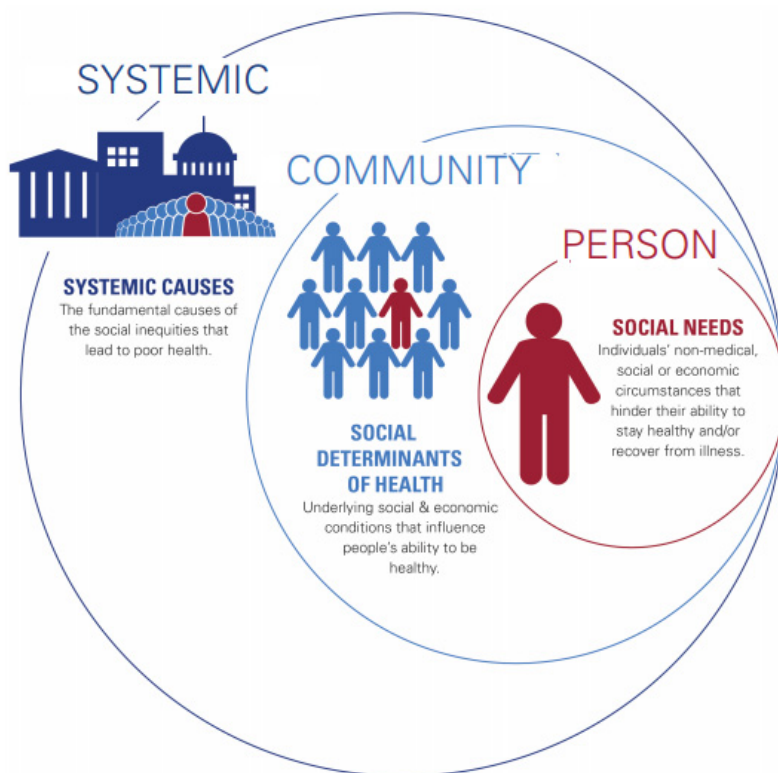 SYSTEMIC
COMMUNITY
PERSON
SYSTEMIC CAUSES
The fundamental causes of
the social inequities that
lead to poor health.
SOCIAL NEEDS
Individuals' non-medical,
social or economic
circumstances that
hinder their ability to
stay healthy and/or
recover from illness.
SOCIAL
DETERMINANTS
OF HEALTH
Underlying social & economic
conditions that influence
people's ability to be
healthy.